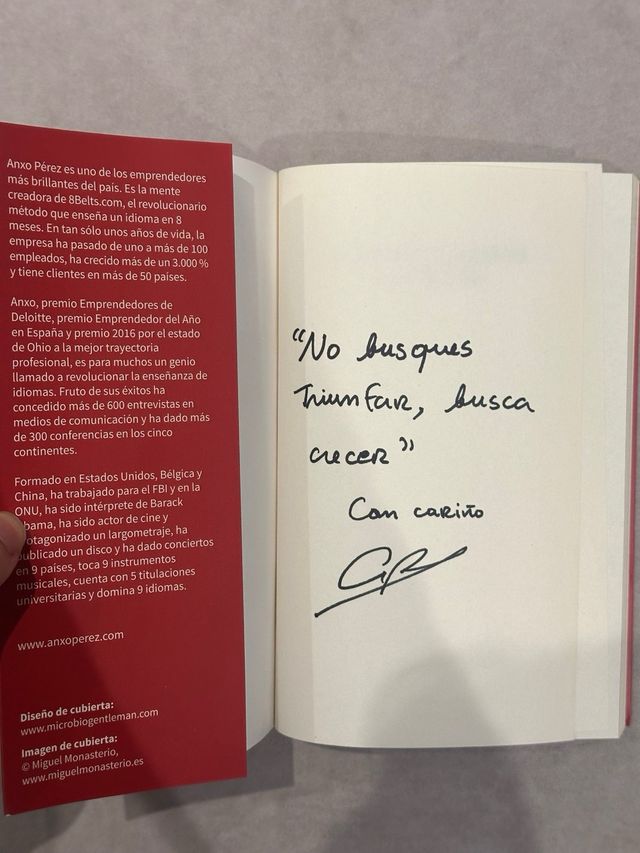 Anxo Pérez es uno de los emprendedores
más brillantes del país. Es la mente
creadora de 8Belts.com, el revolucionario
método que enseña un idioma en 8
meses. En tan sólo unos años de vida, la
empresa ha pasado de uno a más de 100
empleados, ha crecido más de un 3.000 %
y tiene clientes en más de 50 países.
Anxo, premio Emprendedores de
Deloitte, premio Emprendedor del Año
en España y premio 2016 por el estado
de Ohio a la mejor trayectoria
profesional, es para muchos un genio
llamado a revolucionar la enseñanza de
idiomas. Fruto de sus éxitos ha
concedido más de 600 entrevistas en
medios de comunicación y ha dado más
de 300 conferencias en los cinco
continentes.
Formado en Estados Unidos, Bélgica y
China, ha trabajado para el FBI y en la
ONU, ha sido intérprete de Barack
Obama, ha sido actor de cine y
protagonizado un largometraje, ha
publicado un disco y ha dado conciertos
en 9 países, toca 9 instrumentos
musicales, cuenta con 5 titulaciones
universitarias y domina 9 idiomas.
www.anxoperez.com
Diseño de cubierta:
www.microbiogentleman.com
Imagen de cubierta:
© Miguel Monasterio,
www.miguelmonasterio.es
"No busques
Triunfar, busca
crecer"
Con cariño